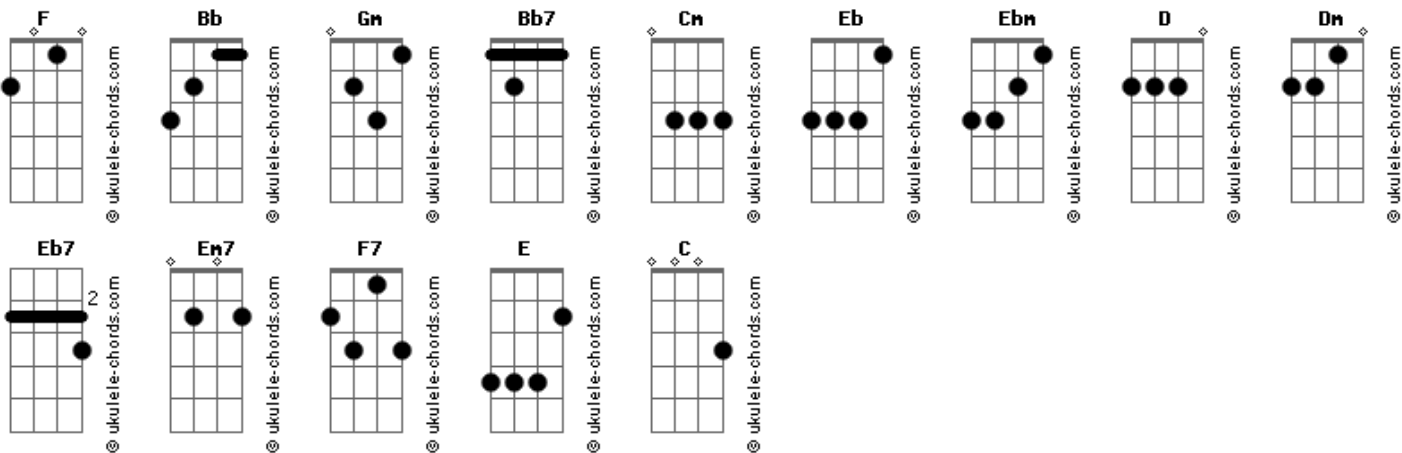 F Bb Gm Bb7 Cm Eb Ebm D Dm
© ukulele-chords.com © ukulele-chords.com © ukulele-chords.com © ukulele-chords.com © ukulele-chords.com © ukulele-chords.com © ukulele-chords.com © ukulele-chords.com © ukulele-chords.com
Eb7 Em7 F7 E C
2
© ukulele-chords.com © ukulele-chords.com © ukulele-chords.com © ukulele-chords.com © ukulele-chords.com